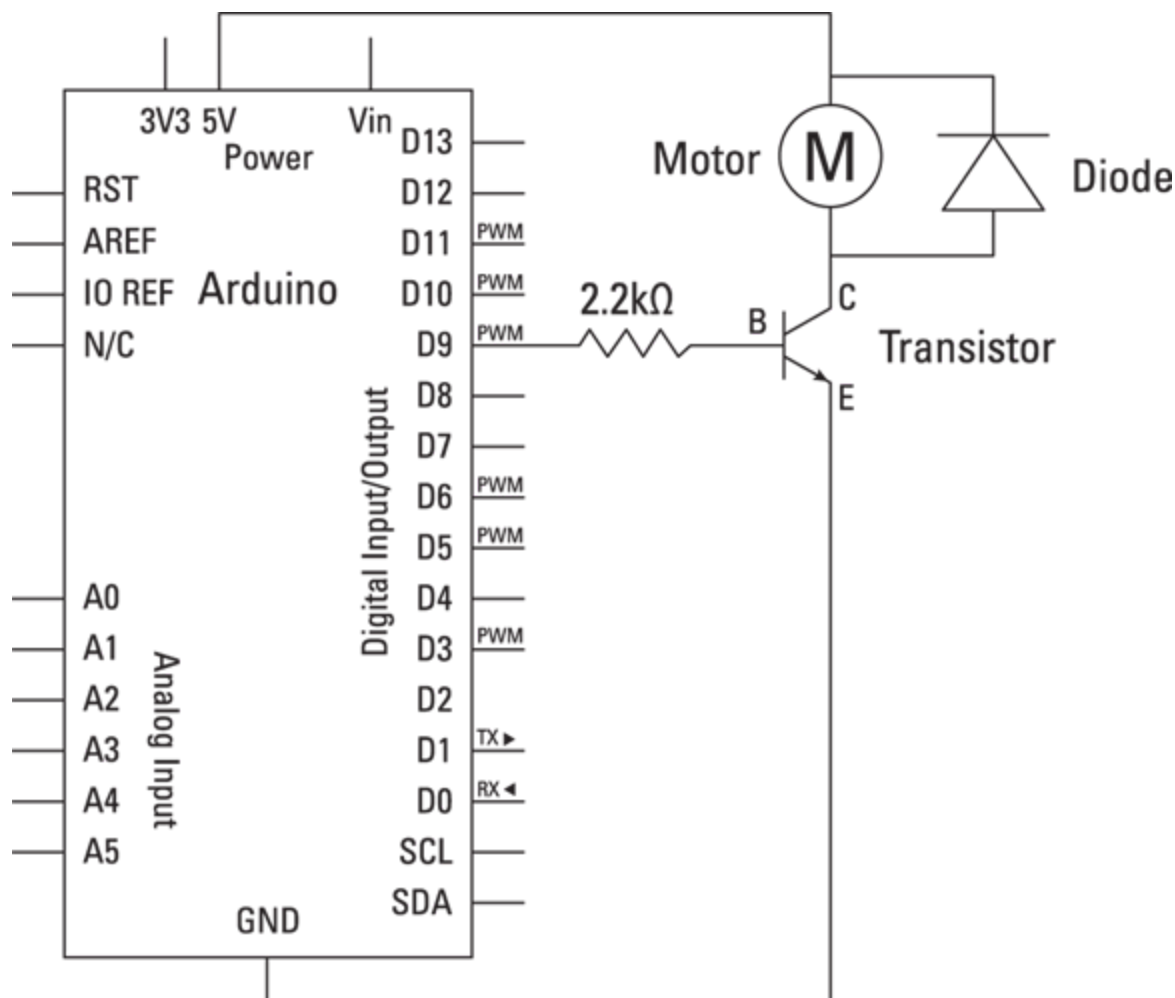 3V3 5V Vin
Power
RST
AREF
IO REF
N/C
Arduino
D13
D12
D11 PWM
D10 PWM
D9 PWM
D8
D7
D6 PWM
D5 PWM
D4
D3 PWM
D2
D1 TX ▶
D0 RX ◀
SCL
SDA
Digital Input/Output
A0
A1
A2
A3
A4
A5
Analog Input
GND
2.2kΩ
Motor
M
Diode
B
C
E
Transistor